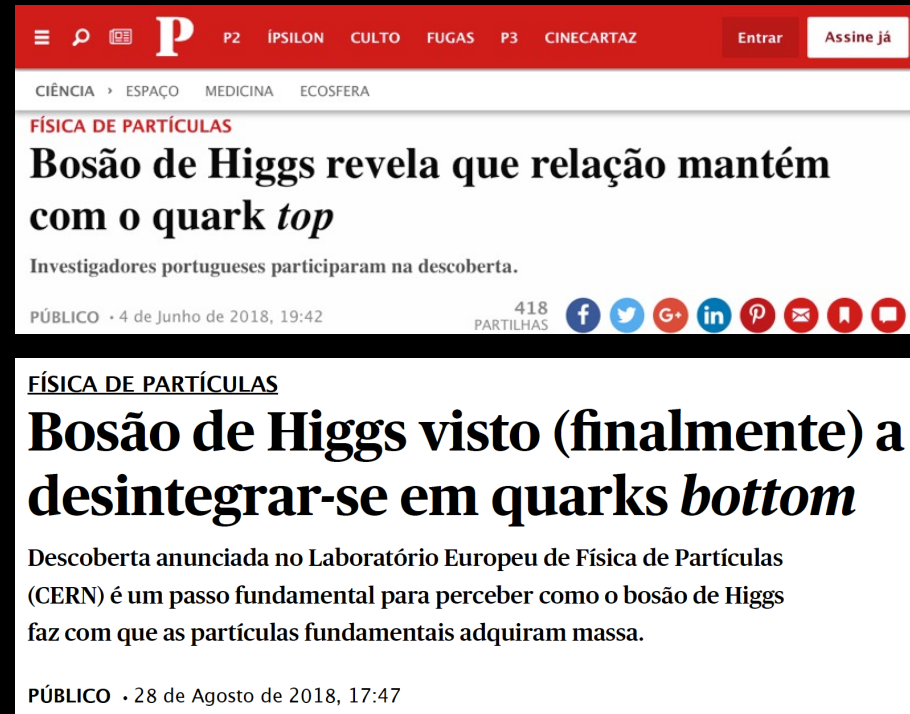 P P2 ÍPSILON CULTO FUGAS P3 CINECARTAZ Entrar Assine já
CIÊNCIA › ESPAÇO MEDICINA ECOSFERA
FÍSICA DE PARTÍCULAS
Bosão de Higgs revela que relação mantém
com o quark top
Investigadores portugueses participaram na descoberta.
PÚBLICO • 4 de Junho de 2018, 19:42
418
PARTILHAS
f G+ in
FÍSICA DE PARTÍCULAS
Bosão de Higgs visto (finalmente) a
desintegrar-se em quarks bottom
Descoberta anunciada no Laboratório Europeu de Física de Partículas
(CERN) é um passo fundamental para perceber como o bosão de Higgs
faz com que as partículas fundamentais adquiram massa.
PÚBLICO • 28 de Agosto de 2018, 17:47